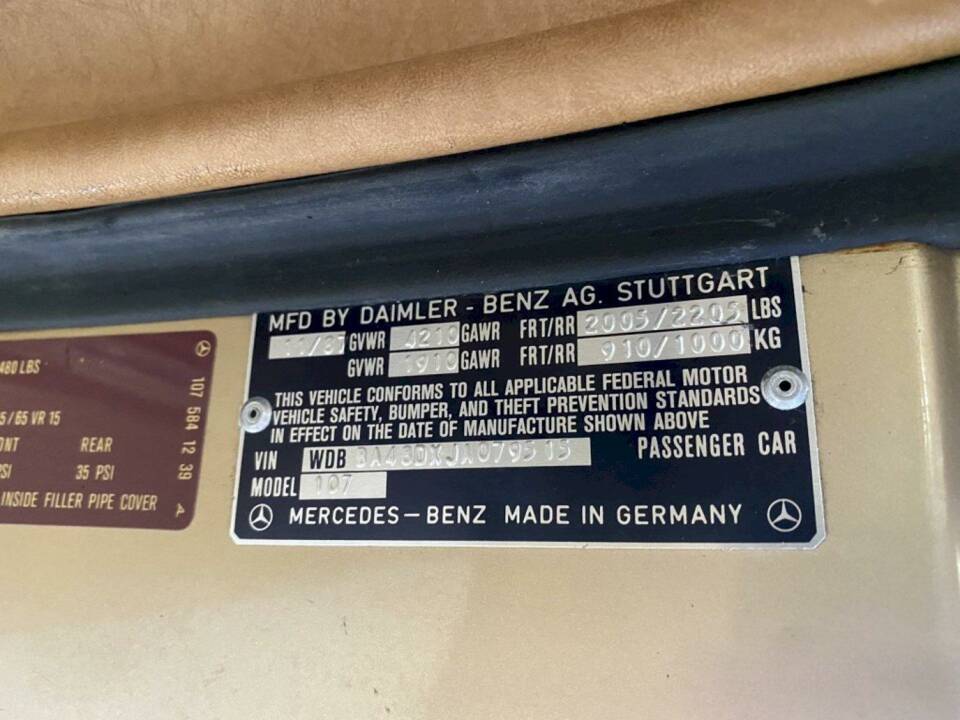 480 LBS
5/65 VR 15
ONT REAR
PSI 35 PSI
INSIDE FILLER PIPE COVER
107 584 12 39
MFD BY DAIMLER-BENZ AG. STUTTGART
11/87 GVWR 4210 GAWR FRT/RR 2005/2205 LBS
GVWR 1910 GAWR FRT/RR 910/1000 KG
THIS VEHICLE CONFORMS TO ALL APPLICABLE FEDERAL MOTOR
VEHICLE SAFETY, BUMPER, AND THEFT PREVENTION STANDARDS
IN EFFECT ON THE DATE OF MANUFACTURE SHOWN ABOVE
VIN WDB BA48DXJA079515 PASSENGER CAR
MODEL 107
MERCEDES-BENZ MADE IN GERMANY